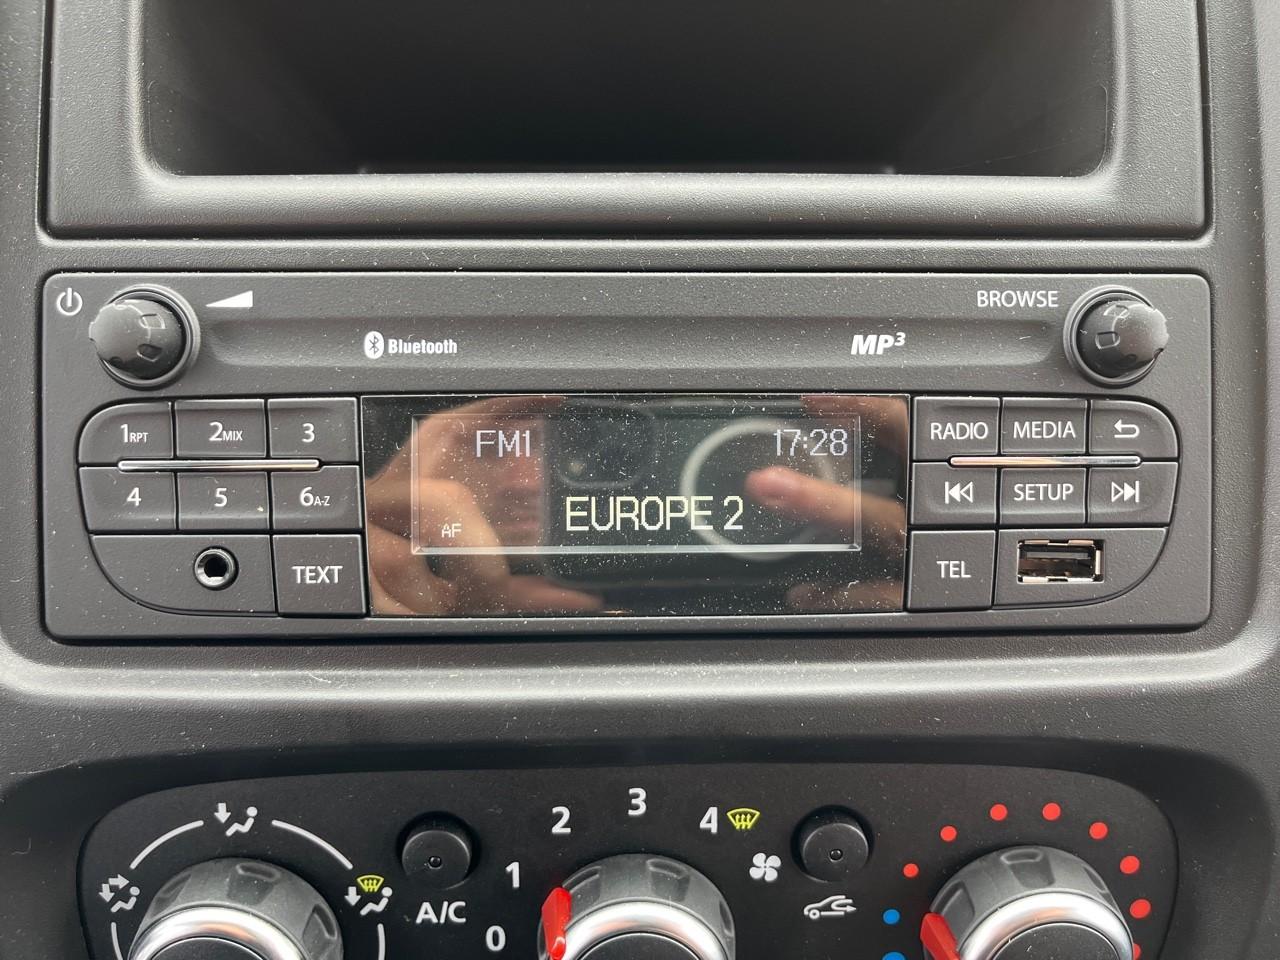 BROWSE
Bluetooth
MP3
1RPT 2MIX 3
FM1 17:28
RADIO MEDIA
4 5 6A-Z
AF EUROPE 2
SETUP
TEXT
TEL
2 3 4
1
A/C
0